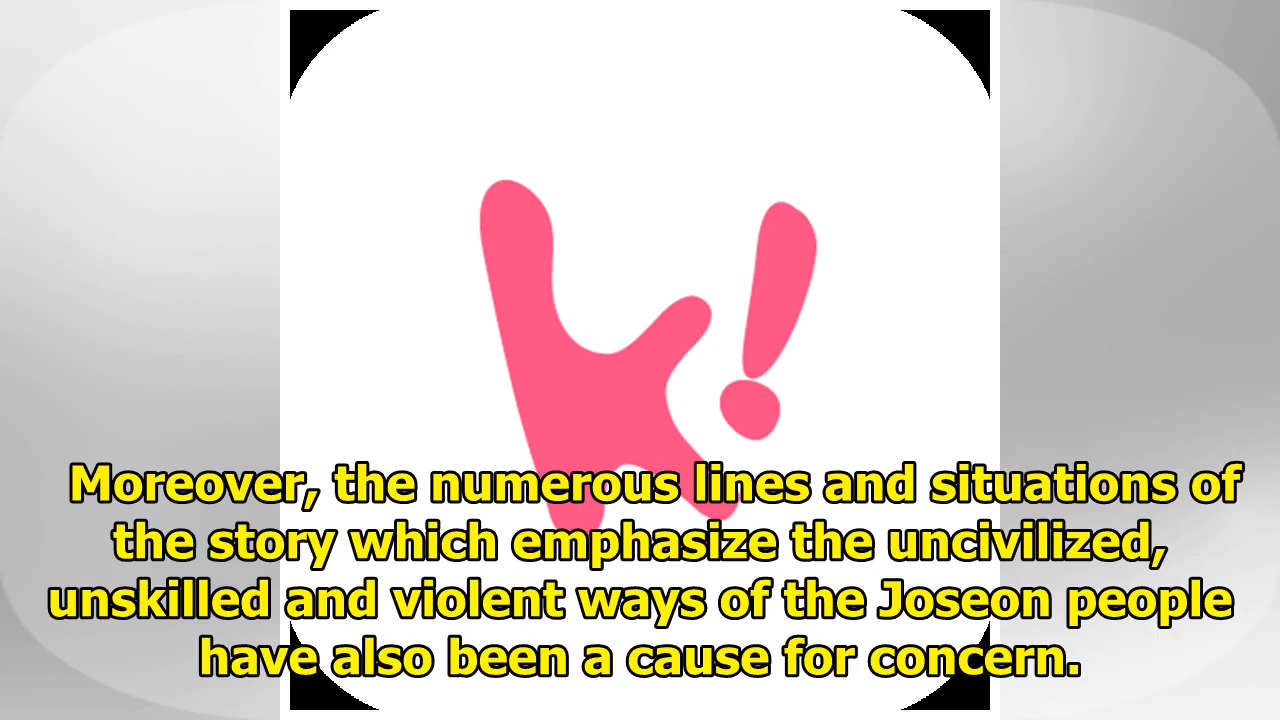 k!
Moreover, the numerous lines and situations of
the story which emphasize the uncivilized,
unskilled and violent ways of the Joseon people
have also been a cause for concern.